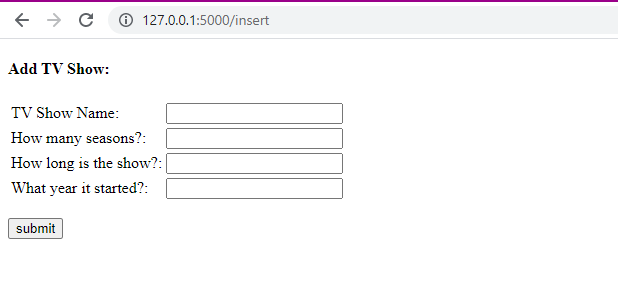 127.0.0.1:5000/insert
Add TV Show:
TV Show Name:
How many seasons?:
How long is the show?:
What year it started?:
submit